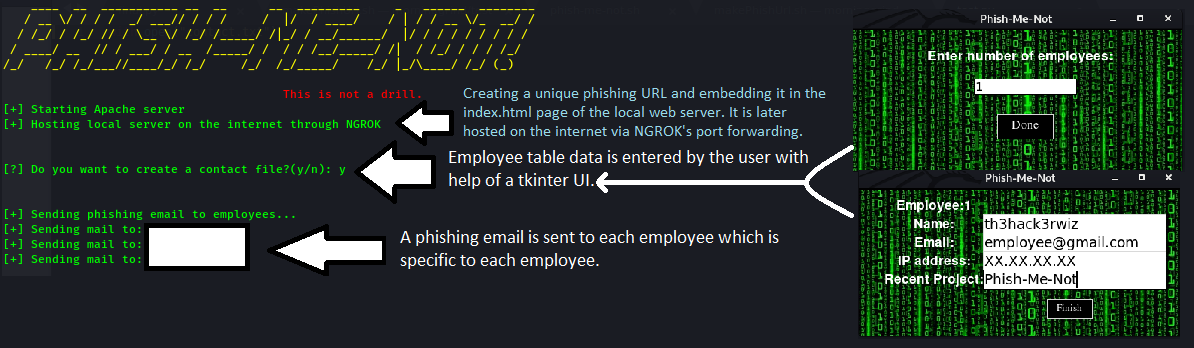 PHISH-ME-NOT!
This is not a drill.
[+] Starting Apache server
[+] Hosting local server on the internet through NGROK
Creating a unique phishing URL and embedding it in the
index.html page of the local web server. It is later
hosted on the internet via NGROK's port forwarding.
[?] Do you want to create a contact file?(y/n): y
Employee table data is entered by the user with
help of a tkinter UI.
[+] Sending phishing email to employees...
[+] Sending mail to:
[+] Sending mail to:
[+] Sending mail to:
A phishing email is sent to each employee which is
specific to each employee.
Phish-Me-Not
Enter number of employees:
1
Done
Phish-Me-Not
Employee:1
Name: th3hack3rwiz
Email: employee@gmail.com
IP address: XX.XX.XX.XX
Recent Project: Phish-Me-Not
Finish